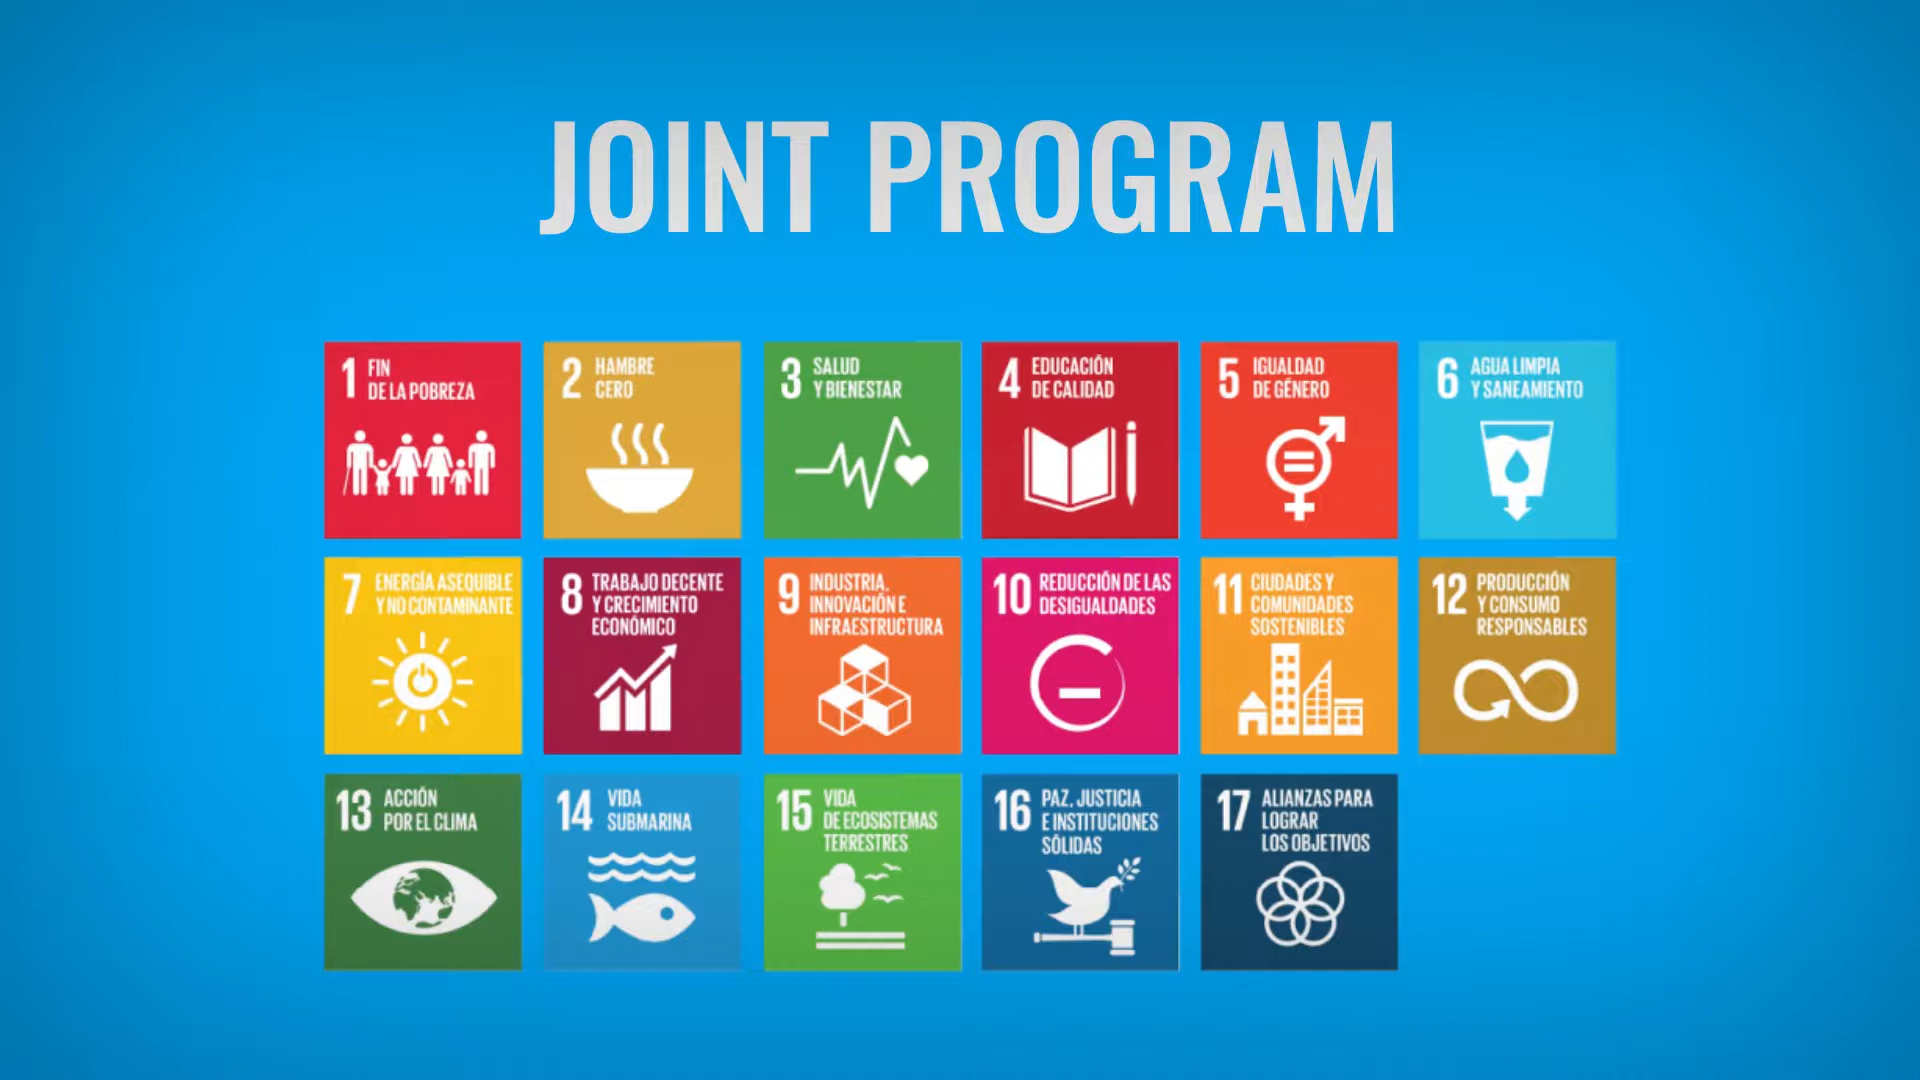 JOINT PROGRAM
1 FIN
DE LA POBREZA
2 HAMBRE
CERO
3 SALUD
Y BIENESTAR
4 EDUCACIÓN
DE CALIDAD
5 IGUALDAD
DE GÉNERO
6 AGUA LIMPIA
Y SANEAMIENTO
7 ENERGÍA ASEQUIBLE
Y NO CONTAMINANTE
8 TRABAJO DECENTE
Y CRECIMIENTO
ECONÓMICO
9 INDUSTRIA,
INNOVACIÓN E
INFRAESTRUCTURA
10 REDUCCIÓN DE LAS
DESIGUALDADES
11 CIUDADES Y
COMUNIDADES
SOSTENIBLES
12 PRODUCCIÓN
Y CONSUMO
RESPONSABLES
13 ACCIÓN
POR EL CLIMA
14 VIDA
SUBMARINA
15 VIDA
DE ECOSISTEMAS
TERRESTRES
16 PAZ, JUSTICIA
E INSTITUCIONES
SÓLIDAS
17 ALIANZAS PARA
LOGRAR
LOS OBJETIVOS